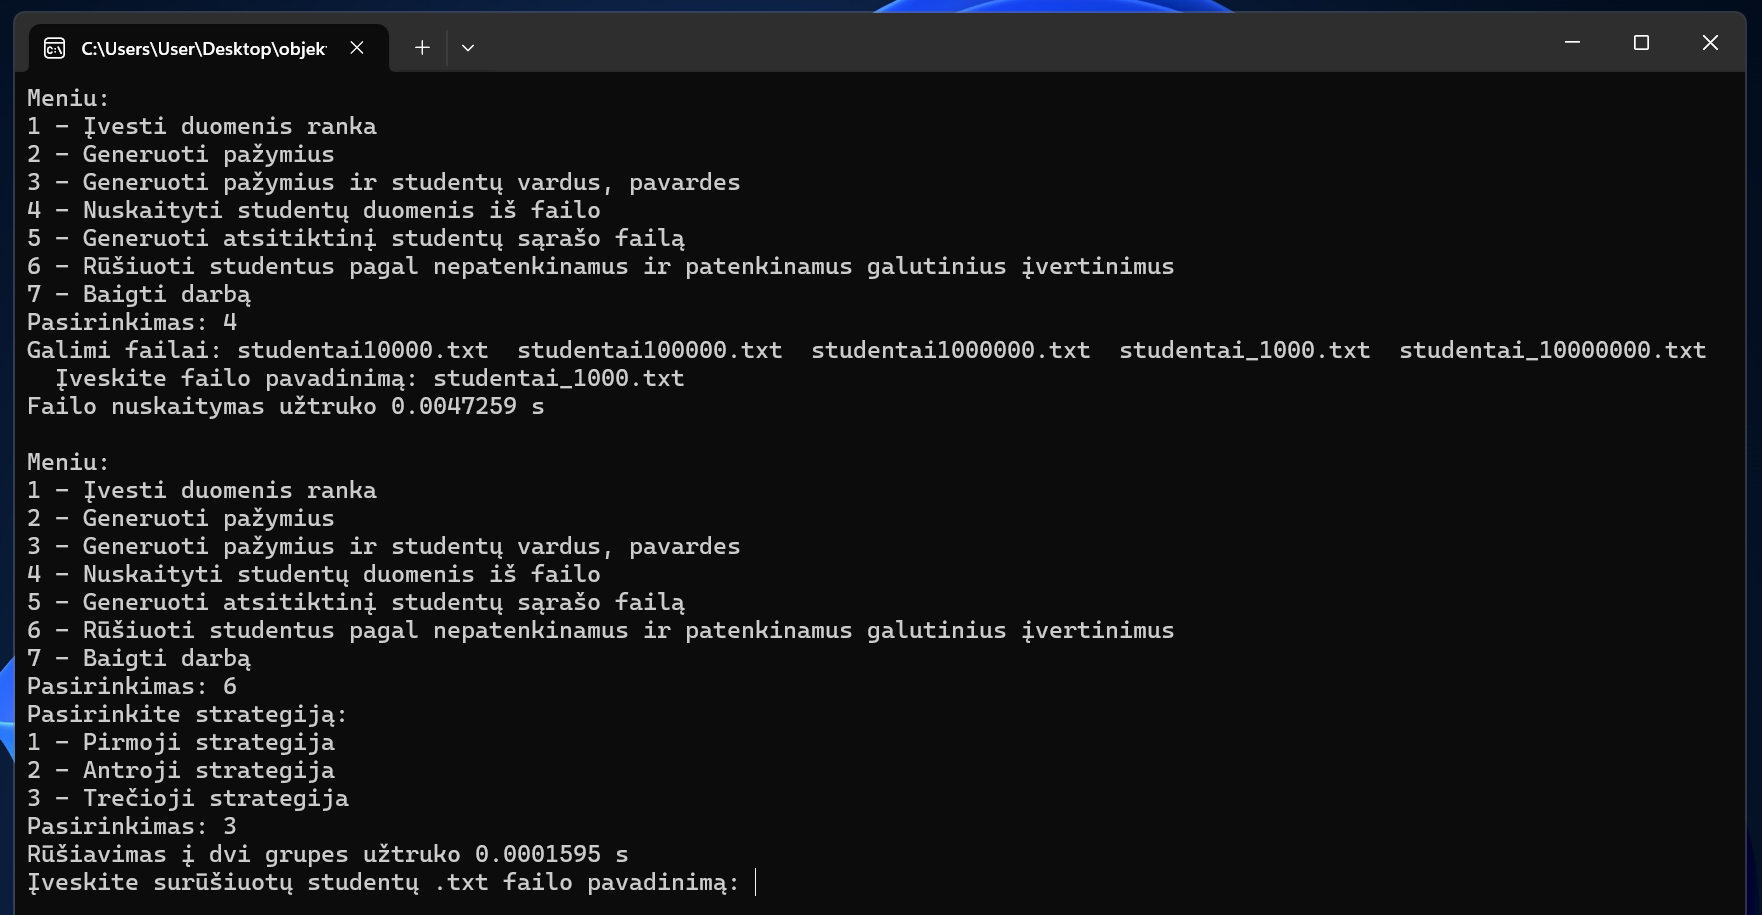 C:\Users\User\Desktop\objek
Meniu:
1 - Įvesti duomenis ranka
2 - Generuoti pažymius
3 - Generuoti pažymius ir studentų vardus, pavardes
4 - Nuskaityti studentų duomenis iš failo
5 - Generuoti atsitiktinį studentų sąrašo failą
6 - Rūšiuoti studentus pagal nepatenkinamus ir patenkinamus galutinius įvertinimus
7 - Baigti darbą
Pasirinkimas: 4
Galimi failai: studentai10000.txt  studentai100000.txt  studentai1000000.txt  studentai_1000.txt  studentai_10000000.txt
Įveskite failo pavadinimą: studentai_1000.txt
Failo nuskaitymas užtruko 0.0047259 s
Meniu:
1 - Įvesti duomenis ranka
2 - Generuoti pažymius
3 - Generuoti pažymius ir studentų vardus, pavardes
4 - Nuskaityti studentų duomenis iš failo
5 - Generuoti atsitiktinį studentų sąrašo failą
6 - Rūšiuoti studentus pagal nepatenkinamus ir patenkinamus galutinius įvertinimus
7 - Baigti darbą
Pasirinkimas: 6
Pasirinkite strategiją:
1 - Pirmoji strategija
2 - Antroji strategija
3 - Trečioji strategija
Pasirinkimas: 3
Rūšiavimas į dvi grupes užtruko 0.0001595 s
Įveskite surūšiuotų studentų .txt failo pavadinimą: